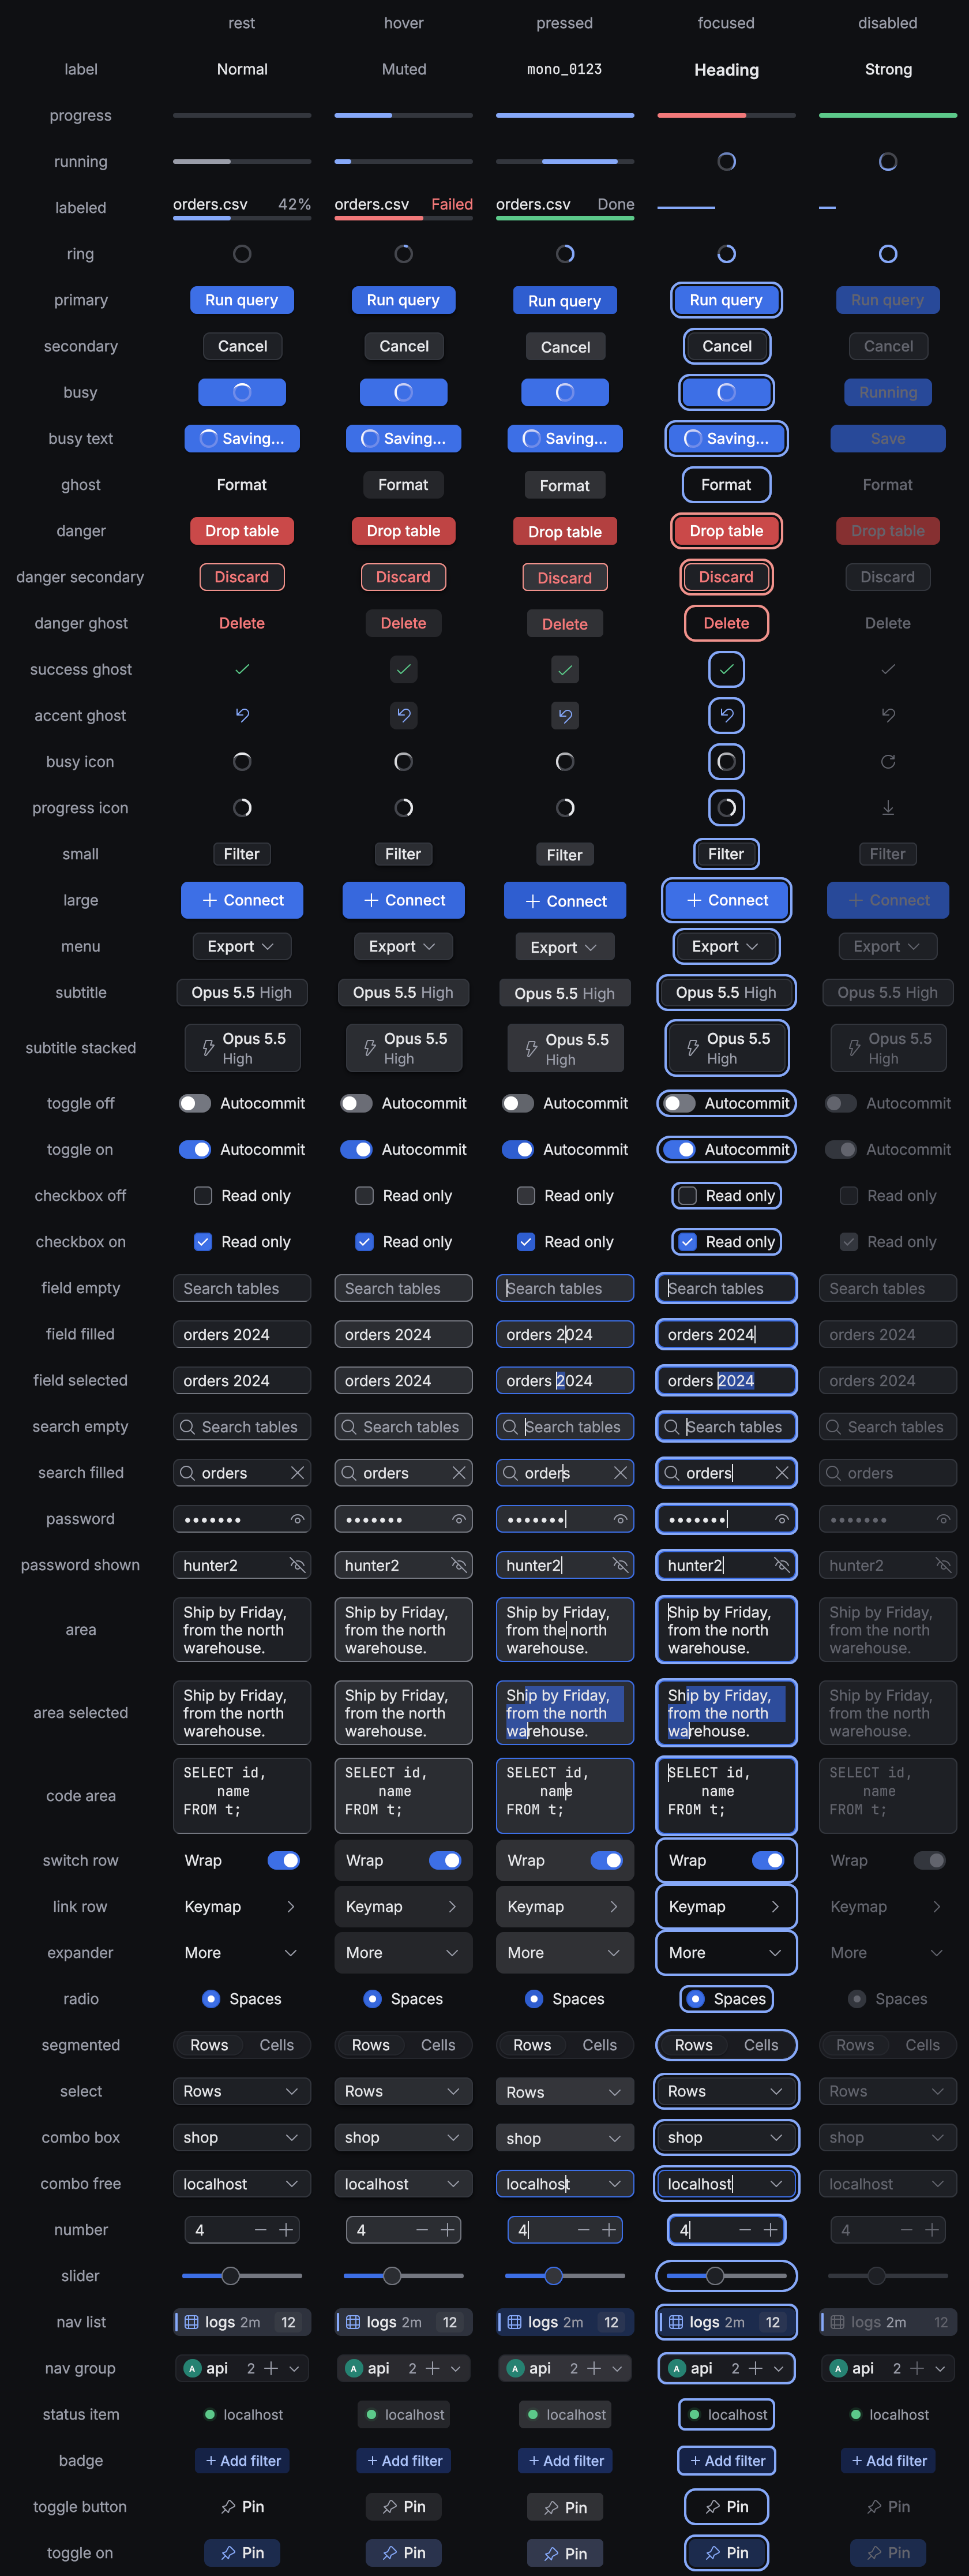 rest hover pressed focused disabled
label Normal Muted mono_0123 Heading Strong
progress
running
labeled orders.csv 42% orders.csv Failed orders.csv Done
ring
primary Run query Run query Run query Run query Run query
secondary Cancel Cancel Cancel Cancel Cancel
busy Running
busy text Saving... Saving... Saving... Saving... Save
ghost Format Format Format Format Format
danger Drop table Drop table Drop table Drop table Drop table
danger secondary Discard Discard Discard Discard Discard
danger ghost Delete Delete Delete Delete Delete
success ghost
accent ghost
busy icon
progress icon
small Filter Filter Filter Filter Filter
large + Connect + Connect + Connect + Connect + Connect
menu Export Export Export Export Export
subtitle Opus 5.5 High Opus 5.5 High Opus 5.5 High Opus 5.5 High Opus 5.5 High
subtitle stacked Opus 5.5 Opus 5.5 Opus 5.5 Opus 5.5 Opus 5.5
High High High High High
toggle off Autocommit Autocommit Autocommit Autocommit Autocommit
toggle on Autocommit Autocommit Autocommit Autocommit Autocommit
checkbox off Read only Read only Read only Read only Read only
checkbox on Read only Read only Read only Read only Read only
field empty Search tables Search tables Search tables Search tables Search tables
field filled orders 2024 orders 2024 orders 2024 orders 2024 orders 2024
field selected orders 2024 orders 2024 orders 2024 orders 2024 orders 2024
search empty Search tables Search tables Search tables Search tables Search tables
search filled orders orders orders orders orders
password ••••••• ••••••• ••••••• ••••••• •••••••
password shown hunter2 hunter2 hunter2 hunter2 hunter2
area
Ship by Friday, Ship by Friday, Ship by Friday, Ship by Friday, Ship by Friday,
from the north from the north from the north from the north from the north
warehouse. warehouse. warehouse. warehouse. warehouse.
area selected
Ship by Friday, Ship by Friday, Ship by Friday, Ship by Friday, Ship by Friday,
from the north from the north from the north from the north from the north
warehouse. warehouse. warehouse. warehouse. warehouse.
code area
SELECT id, SELECT id, SELECT id, SELECT id, SELECT id,
name name name name name
FROM t; FROM t; FROM t; FROM t; FROM t;
switch row Wrap Wrap Wrap Wrap Wrap
link row Keymap Keymap Keymap Keymap Keymap
expander More More More More More
radio Spaces Spaces Spaces Spaces Spaces
segmented Rows Cells Rows Cells Rows Cells Rows Cells Rows Cells
select Rows Rows Rows Rows Rows
combo box shop shop shop shop shop
combo free localhost localhost localhost localhost localhost
number 4 − + 4 − + 4 − + 4 − + 4 − +
slider
nav list logs 2m 12 logs 2m 12 logs 2m 12 logs 2m 12 logs 2m 12
nav group A api 2 + A api 2 + A api 2 + A api 2 + A api 2 +
status item localhost localhost localhost localhost localhost
badge + Add filter + Add filter + Add filter + Add filter + Add filter
toggle button Pin Pin Pin Pin Pin
toggle on Pin Pin Pin Pin Pin